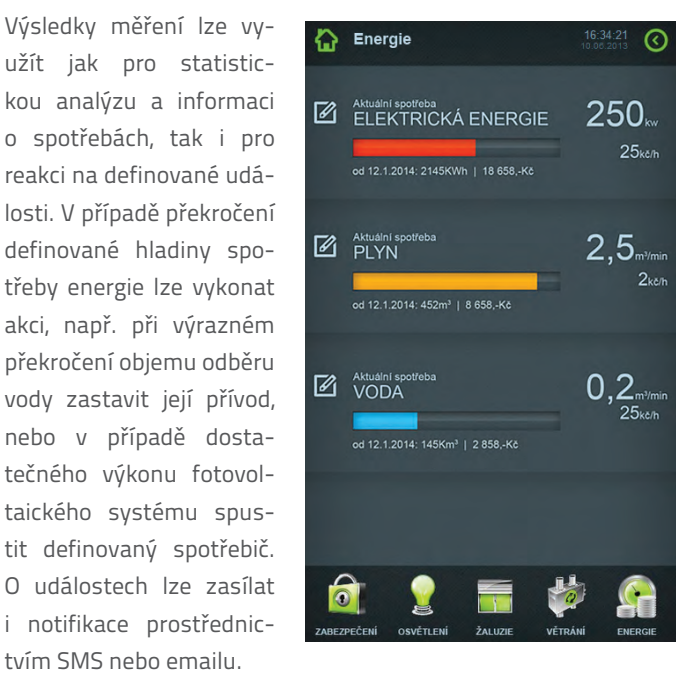 Výsledky měření lze vy-
užít jak pro statistic-
kou analýzu a informaci
o spotřebách, tak i pro
reakci na definované udá-
losti. V případě překročení
definované hladiny spo-
třeby energie lze vykonat
akci, např. při výrazném
překročení objemu odběru
vody zastavit její přívod,
nebo v případě dosta-
tečného výkonu fotovol-
taického systému spus-
tit definovaný spotřebič.
O událostech lze zasílat
i notifikace prostřednic-
tvím SMS nebo emailu.
Energie
16:34:21
10.06.2013
Aktuální spotřeba
ELEKTRICKÁ ENERGIE
250kw
25kč/h
od 12.1.2014: 2145KWh | 18 658,-Kč
Aktuální spotřeba
PLYN
2,5m³/min
2kč/h
od 12.1.2014: 452m³ | 8 658,-Kč
Aktuální spotřeba
VODA
0,2m³/min
25kč/h
od 12.1.2014: 145Km³ | 2 858,-Kč
ZABEZPEČENÍ OSVĚTLENÍ ŽALUZIE VĚTRÁNÍ ENERGIE